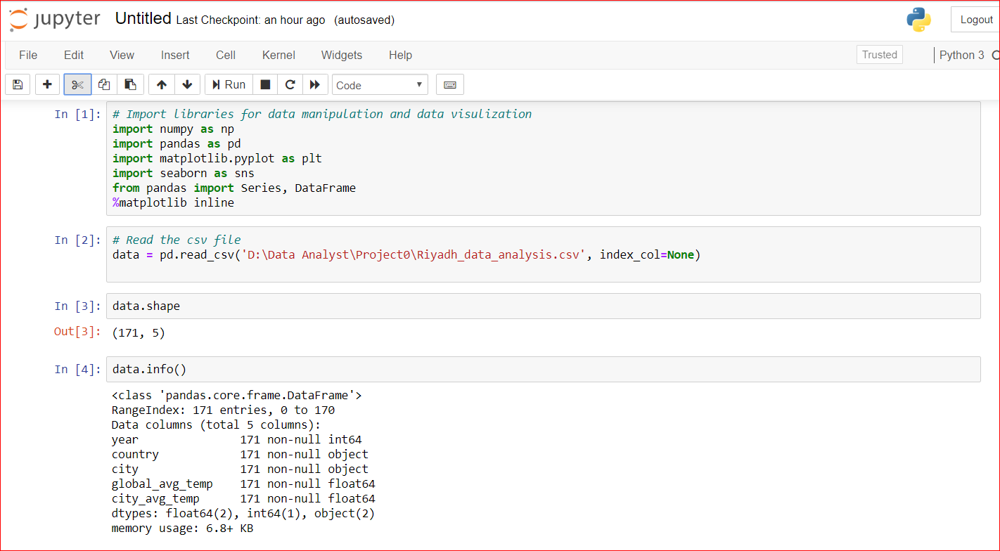 jupyter Untitled Last Checkpoint: an hour ago (autosaved) Logout
File Edit View Insert Cell Kernel Widgets Help Trusted Python 3
Run Code
In [1]: # Import libraries for data manipulation and data visulization
import numpy as np
import pandas as pd
import matplotlib.pyplot as plt
import seaborn as sns
from pandas import Series, DataFrame
%matplotlib inline
In [2]: # Read the csv file
data = pd.read_csv('D:\Data Analyst\Project0\Riyadh_data_analysis.csv', index_col=None)
In [3]: data.shape
Out[3]: (171, 5)
In [4]: data.info()
<class 'pandas.core.frame.DataFrame'>
RangeIndex: 171 entries, 0 to 170
Data columns (total 5 columns):
year 171 non-null int64
country 171 non-null object
city 171 non-null object
global_avg_temp 171 non-null float64
city_avg_temp 171 non-null float64
dtypes: float64(2), int64(1), object(2)
memory usage: 6.8+ KB